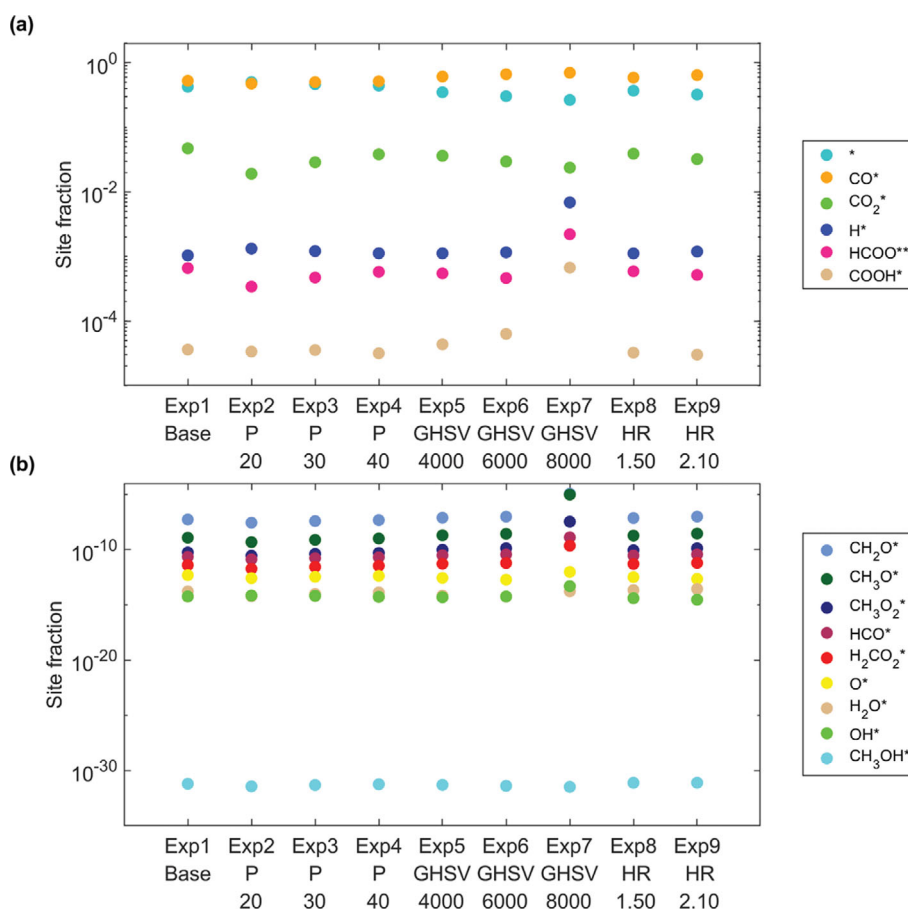 (a)
Site fraction
10^0
10^-2
10^-4
*
CO*
CO2*
H*
HCOO**
COOH*
Exp1 Exp2 Exp3 Exp4 Exp5 Exp6 Exp7 Exp8 Exp9
Base P P P GHSV GHSV GHSV HR HR
20 30 40 4000 6000 8000 1.50 2.10
(b)
Site fraction
10^-10
10^-20
10^-30
CH2O*
CH3O*
CH3O2*
HCO*
H2CO2*
O*
H2O*
OH*
CH3OH*
Exp1 Exp2 Exp3 Exp4 Exp5 Exp6 Exp7 Exp8 Exp9
Base P P P GHSV GHSV GHSV HR HR
20 30 40 4000 6000 8000 1.50 2.10